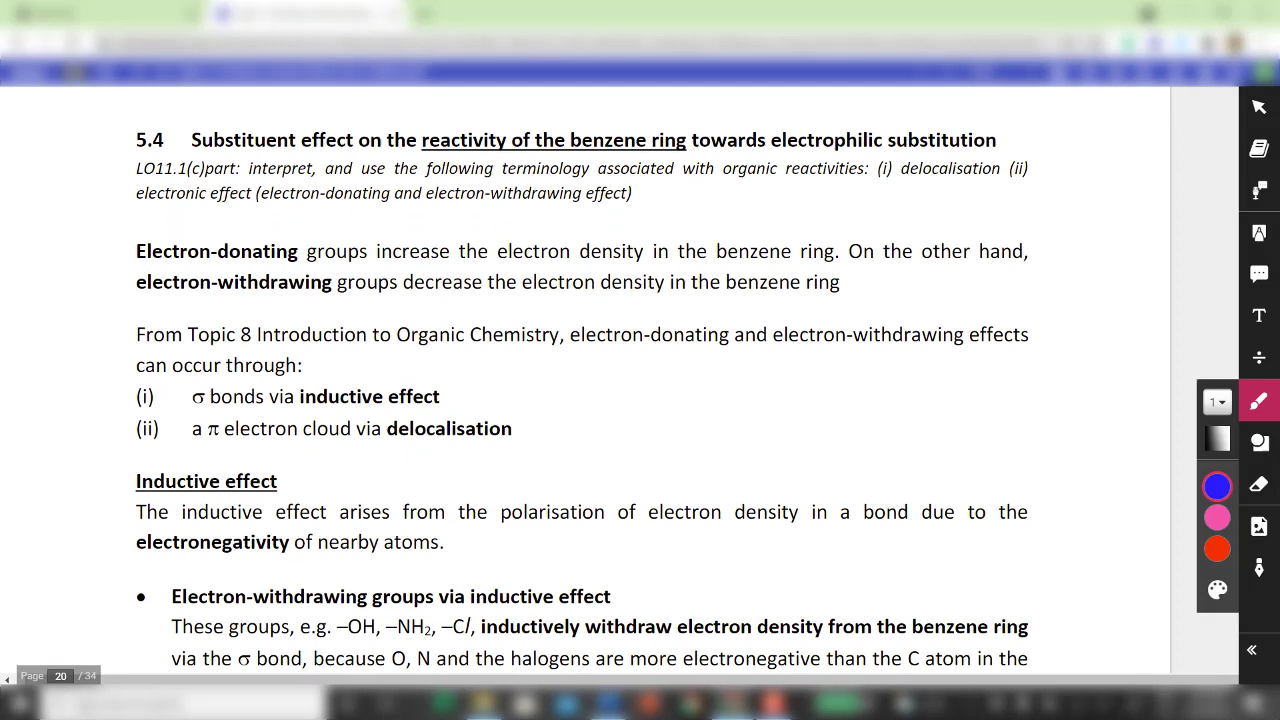 5.4 Substituent effect on the reactivity of the benzene ring towards electrophilic substitution
LO11.1(c)part: interpret, and use the following terminology associated with organic reactivities: (i) delocalisation (ii)
electronic effect (electron-donating and electron-withdrawing effect)
Electron-donating groups increase the electron density in the benzene ring. On the other hand,
electron-withdrawing groups decrease the electron density in the benzene ring
From Topic 8 Introduction to Organic Chemistry, electron-donating and electron-withdrawing effects
can occur through:
(i) σ bonds via inductive effect
(ii) a π electron cloud via delocalisation
Inductive effect
The inductive effect arises from the polarisation of electron density in a bond due to the
electronegativity of nearby atoms.
• Electron-withdrawing groups via inductive effect
These groups, e.g. –OH, –NH₂, –Cl, inductively withdraw electron density from the benzene ring
via the σ bond, because O, N and the halogens are more electronegative than the C atom in the
Page 20 / 34
1